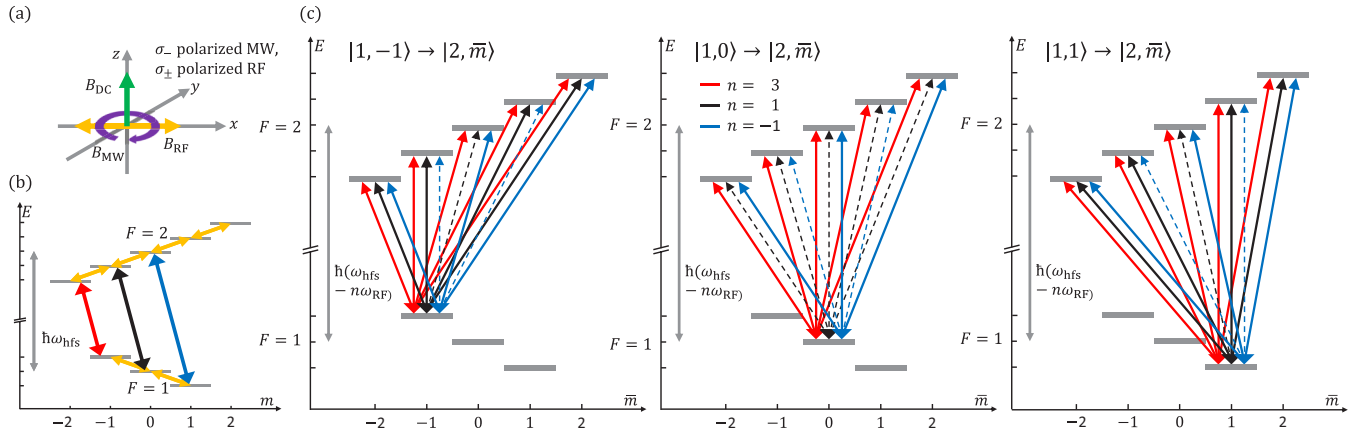 (a)
z
σ₋ polarized MW,
σ± polarized RF
B_DC
y
x
B_MW
B_RF
(b)
E
F = 2
ħω_hfs
F = 1
−2 −1 0 1 2 m
(c)
E
|1, −1⟩ → |2, m̅⟩
F = 2
ħ(ω_hfs
− nω_RF)
F = 1
−2 −1 0 1 2 m̅
E
|1,0⟩ → |2, m̅⟩
n = 3
n = 1
n = −1
F = 2
ħ(ω_hfs
− nω_RF)
F = 1
−2 −1 0 1 2 m̅
E
|1,1⟩ → |2, m̅⟩
F = 2
ħ(ω_hfs
− nω_RF)
F = 1
−2 −1 0 1 2 m̅